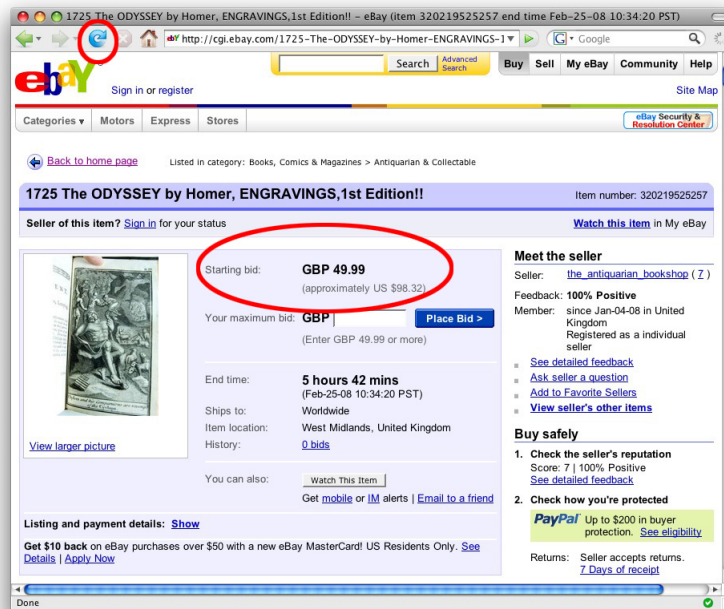 1725 The ODYSSEY by Homer, ENGRAVINGS,1st Edition!! - eBay (item 320219525257 end time Feb-25-08 10:34:20 PST)
http://cgi.ebay.com/1725-The-ODYSSEY-by-Homer-ENGRAVINGS-1
Google
ebY
Search
Advanced Search
Buy Sell My eBay Community Help
Sign in or register
Site Map
Categories Motors Express Stores
eBay Security &
Resolution Center
Back to home page
Listed in category: Books, Comics & Magazines > Antiquarian & Collectable
1725 The ODYSSEY by Homer, ENGRAVINGS,1st Edition!!
Item number: 320219525257
Seller of this item? Sign in for your status
Watch this item in My eBay
Starting bid: GBP 49.99
(approximately US $98.32)
Your maximum bid: GBP
Place Bid >
(Enter GBP 49.99 or more)
End time: 5 hours 42 mins
(Feb-25-08 10:34:20 PST)
Ships to: Worldwide
Item location: West Midlands, United Kingdom
History: 0 bids
View larger picture
You can also: Watch This Item
Get mobile or IM alerts | Email to a friend
Listing and payment details: Show
Get $10 back on eBay purchases over $50 with a new eBay MasterCard! US Residents Only. See
Details | Apply Now
Meet the seller
Seller: the_antiquarian_bookshop ( 7 )
Feedback: 100% Positive
Member: since Jan-04-08 in United
Kingdom
Registered as a individual
seller
See detailed feedback
Ask seller a question
Add to Favorite Sellers
View seller's other items
Buy safely
1. Check the seller's reputation
Score: 7 | 100% Positive
See detailed feedback
2. Check how you're protected
PayPal Up to $200 in buyer
protection. See eligibility
Returns: Seller accepts returns.
7 Days of receipt
Done